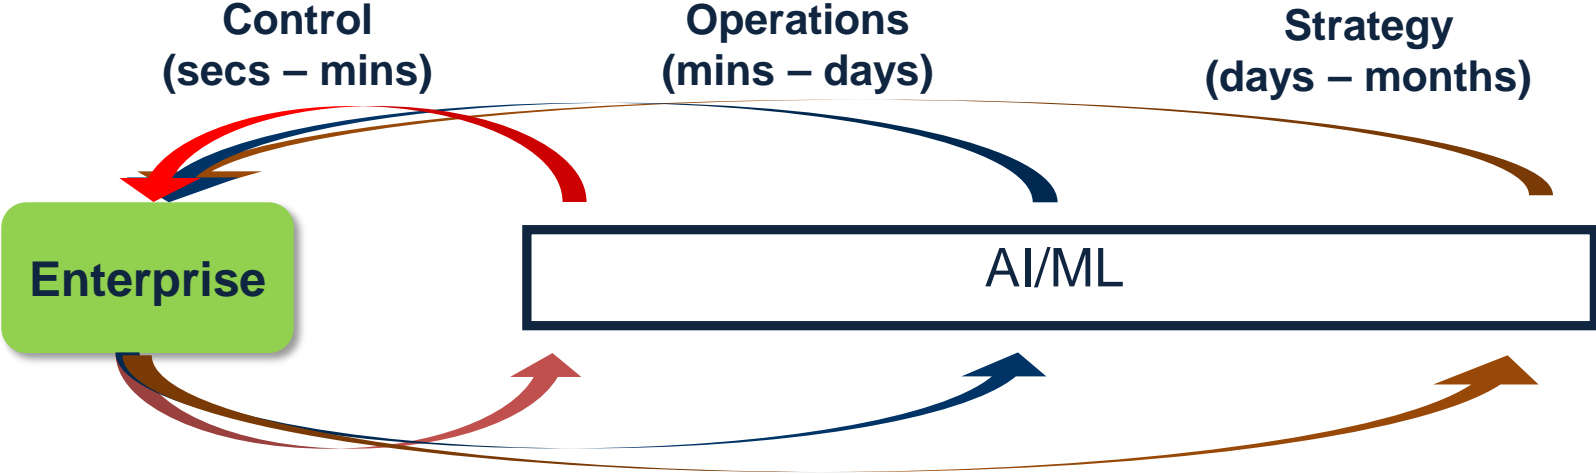 Control
(secs – mins)
Operations
(mins – days)
Strategy
(days – months)
Enterprise
AI/ML